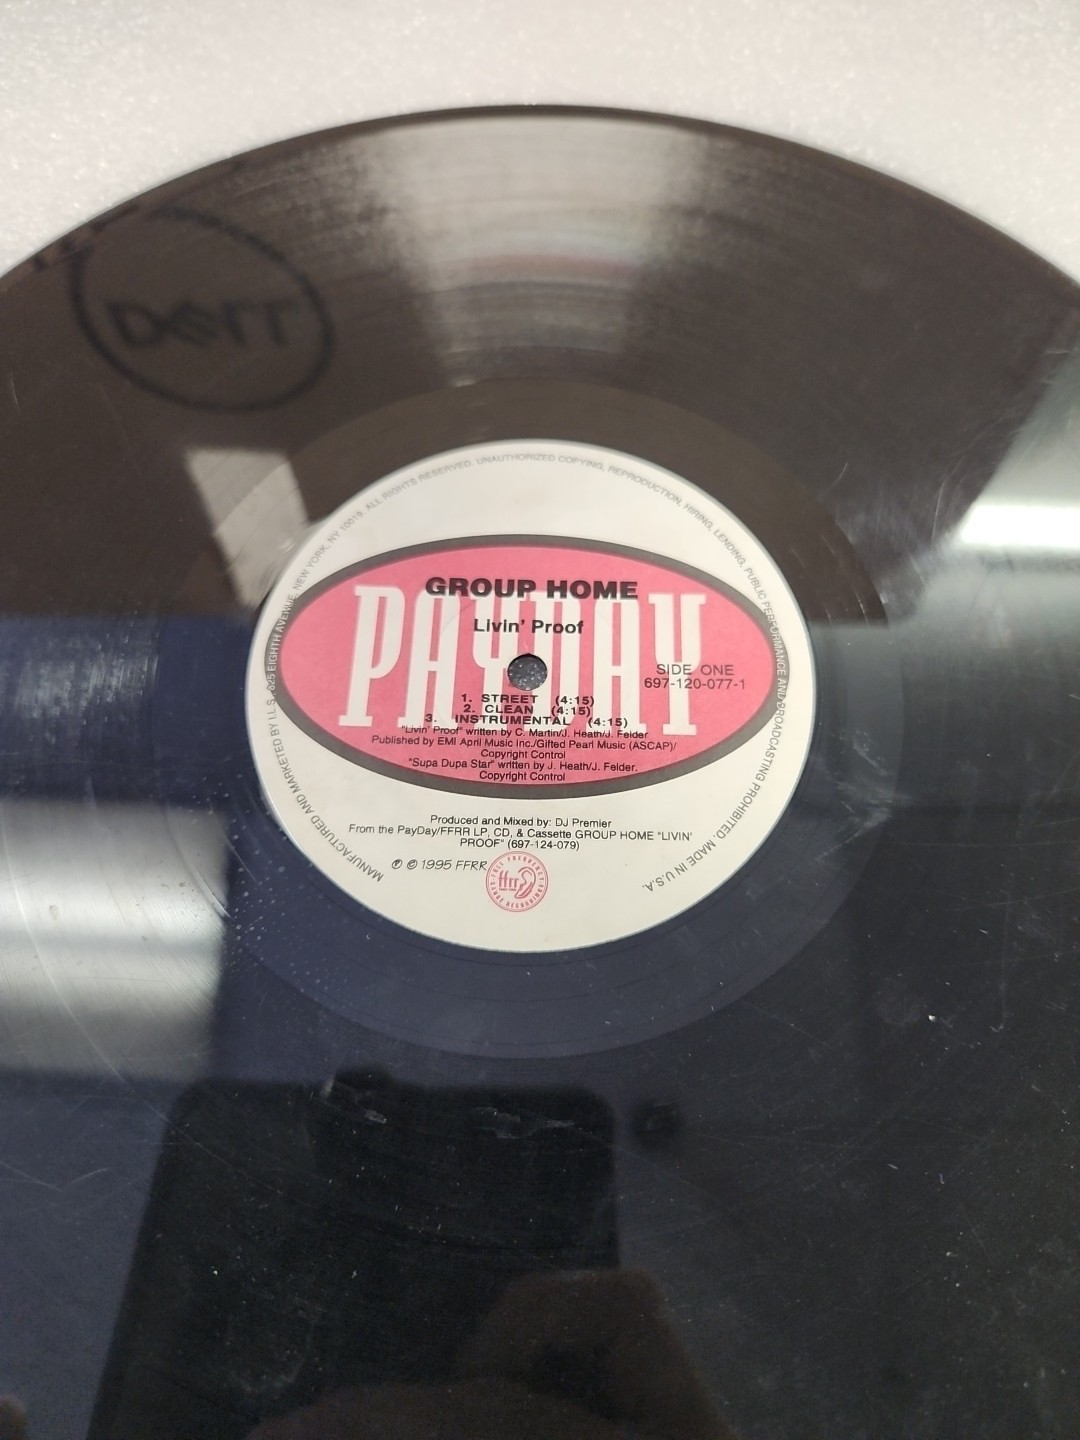 GROUP HOME
PAYDAY
Livin' Proof
SIDE ONE
697-120-077-1
1. STREET (4:15)
2. CLEAN (4:15)
3. INSTRUMENTAL (4:15)
"Livin' Proof" written by C. Martin/J. Heath/J. Felder
Published by EMI April Music Inc./Gifted Pearl Music (ASCAP)/
Copyright Control
"Supa Dupa Star" written by J. Heath/J. Felder.
Copyright Control
Produced and Mixed by: DJ Premier
From the PayDay/FFRR LP, CD, & Cassette GROUP HOME "LIVIN'
PROOF" (697-124-079)
℗ © 1995 FFRR
ffrr
FULL FREQUENCY RANGE RECORDINGS
MANUFACTURED AND MARKETED BY I.L.S., 825 EIGHTH AVENUE, NEW YORK, NY 10019. ALL RIGHTS RESERVED. UNAUTHORIZED COPYING, REPRODUCTION, HIRING, LENDING, PUBLIC PERFORMANCE AND BROADCASTING PROHIBITED. MADE IN U.S.A.